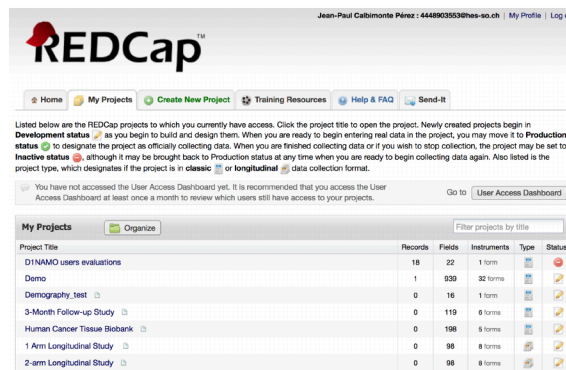 Jean-Paul Calbimonte Pérez : 4448903553@hes-so.ch | My Profile | Log
REDCap™
Home My Projects Create New Project Training Resources Help & FAQ Send-It
Listed below are the REDCap projects to which you currently have access. Click the project title to open the project. Newly created projects begin in
Development status as you begin to build and design them. When you are ready to begin entering real data in the project, you may move it to Production
status to designate the project as officially collecting data. When you are finished collecting data or if you wish to stop collection, the project may be set to
Inactive status, although it may be brought back to Production status at any time when you are ready to begin collecting data again. Also listed is the
project type, which designates if the project is in classic or longitudinal data collection format.
You have not accessed the User Access Dashboard yet. It is recommended that you access the User
Access Dashboard at least once a month to review which users still have access to your projects.
Go to User Access Dashboard
My Projects Organize Filter projects by title
Project Title Records Fields Instruments Type Status
D1NAMO users evaluations 18 22 1 form
Demo 1 939 32 forms
Demography_test 0 16 1 form
3-Month Follow-up Study 0 119 6 forms
Human Cancer Tissue Biobank 0 198 5 forms
1 Arm Longitudinal Study 0 98 8 forms
2-arm Longitudinal Study 0 98 8 forms